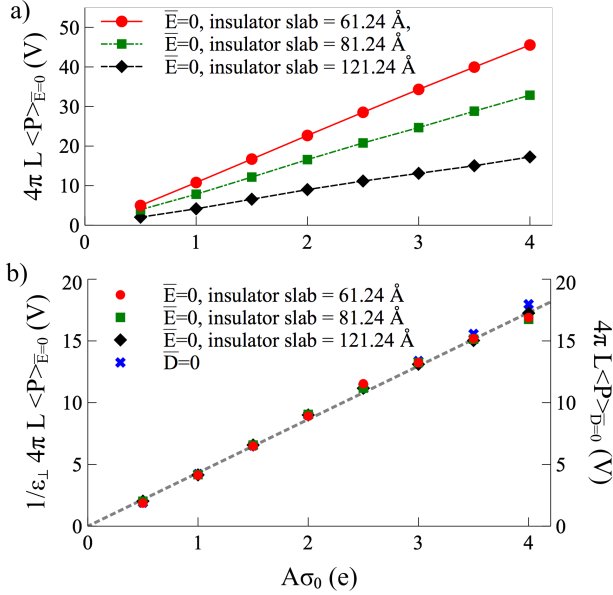 a)
E̅=0, insulator slab = 61.24 Å,
E̅=0, insulator slab = 81.24 Å
E̅=0, insulator slab = 121.24 Å
4π L <P>E̅=0 (V)
50
40
30
20
10
0
0 1 2 3 4
b)
E̅=0, insulator slab = 61.24 Å
E̅=0, insulator slab = 81.24 Å
E̅=0, insulator slab = 121.24 Å
D̅=0
1/ε⊥ 4π L <P>E̅=0 (V)
20
15
10
5
0
20
15
10
5
0
4π L<P>D̅=0 (V)
0 1 2 3 4
Aσ₀ (e)